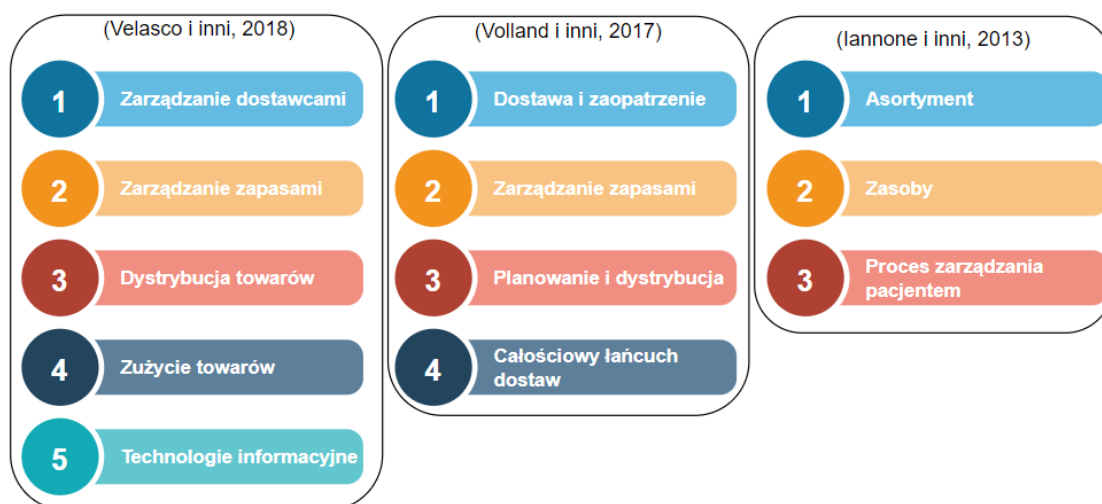 (Velasco i inni, 2018)
1 Zarządzanie dostawcami
2 Zarządzanie zapasami
3 Dystrybucja towarów
4 Zużycie towarów
5 Technologie informacyjne
(Volland i inni, 2017)
1 Dostawa i zaopatrzenie
2 Zarządzanie zapasami
3 Planowanie i dystrybucja
4 Całościowy łańcuch
dostaw
(Iannone i inni, 2013)
1 Asortyment
2 Zasoby
3 Proces zarządzania
pacjentem